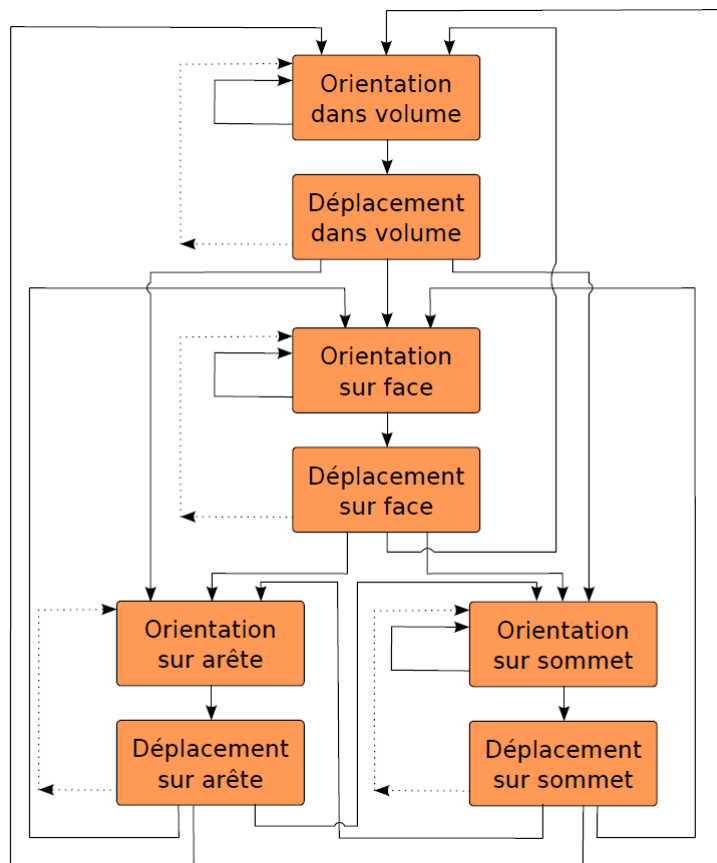 Orientation
dans volume
Déplacement
dans volume
Orientation
sur face
Déplacement
sur face
Orientation
sur arête
Orientation
sur sommet
Déplacement
sur arête
Déplacement
sur sommet